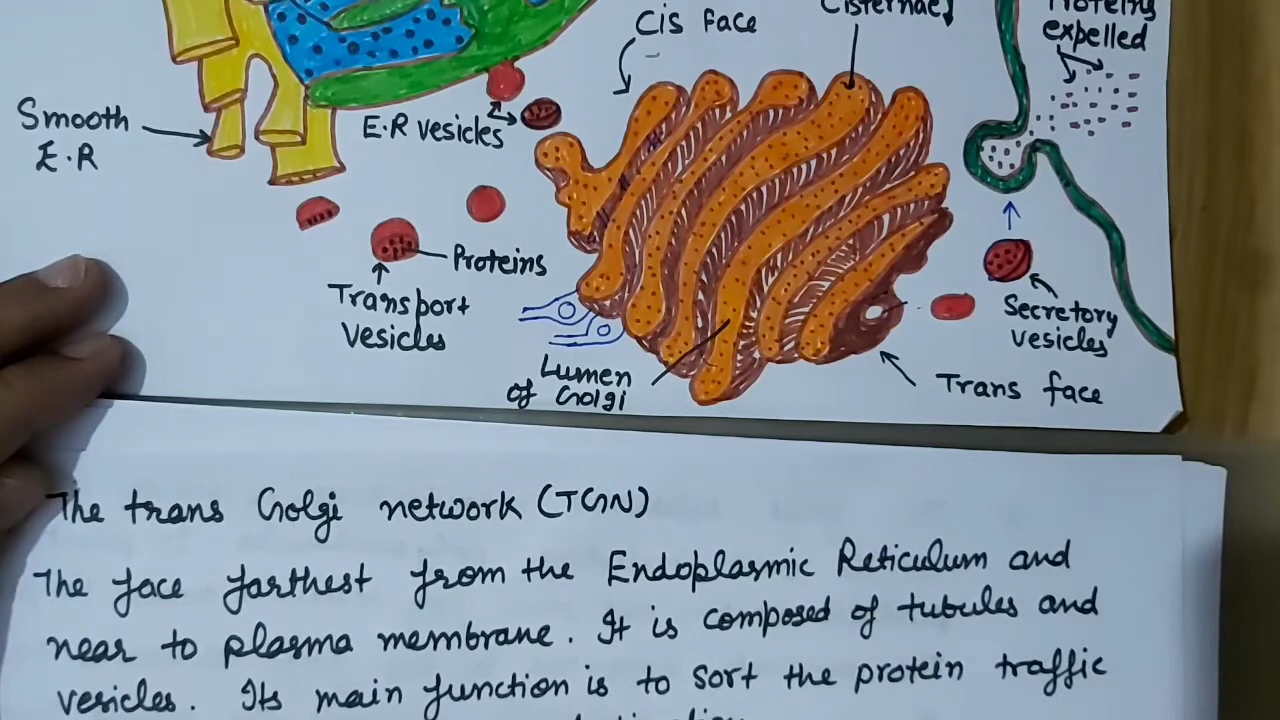 Cis Face
Cisternae
Proteins
expelled
Smooth
E.R
E.R vesicles
Proteins
Transport
vesicles
Secretory
vesicles
Lumen
of Golgi
Trans face
The trans Golgi network (TGN)
The face farthest from the Endoplasmic Reticulum and
near to plasma membrane. It is composed of tubules and
vesicles. Its main function is to sort the protein traffic